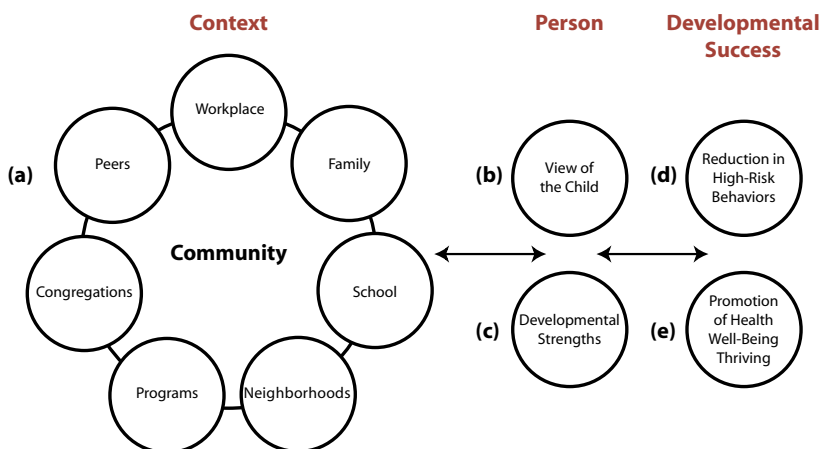 Context
Person
Developmental
Success
Workplace
(a)
Peers
Family
Community
Congregations
School
Programs
Neighborhoods
(b)
View of
the Child
(c)
Developmental
Strengths
(d)
Reduction in
High-Risk
Behaviors
(e)
Promotion
of Health
Well-Being
Thriving